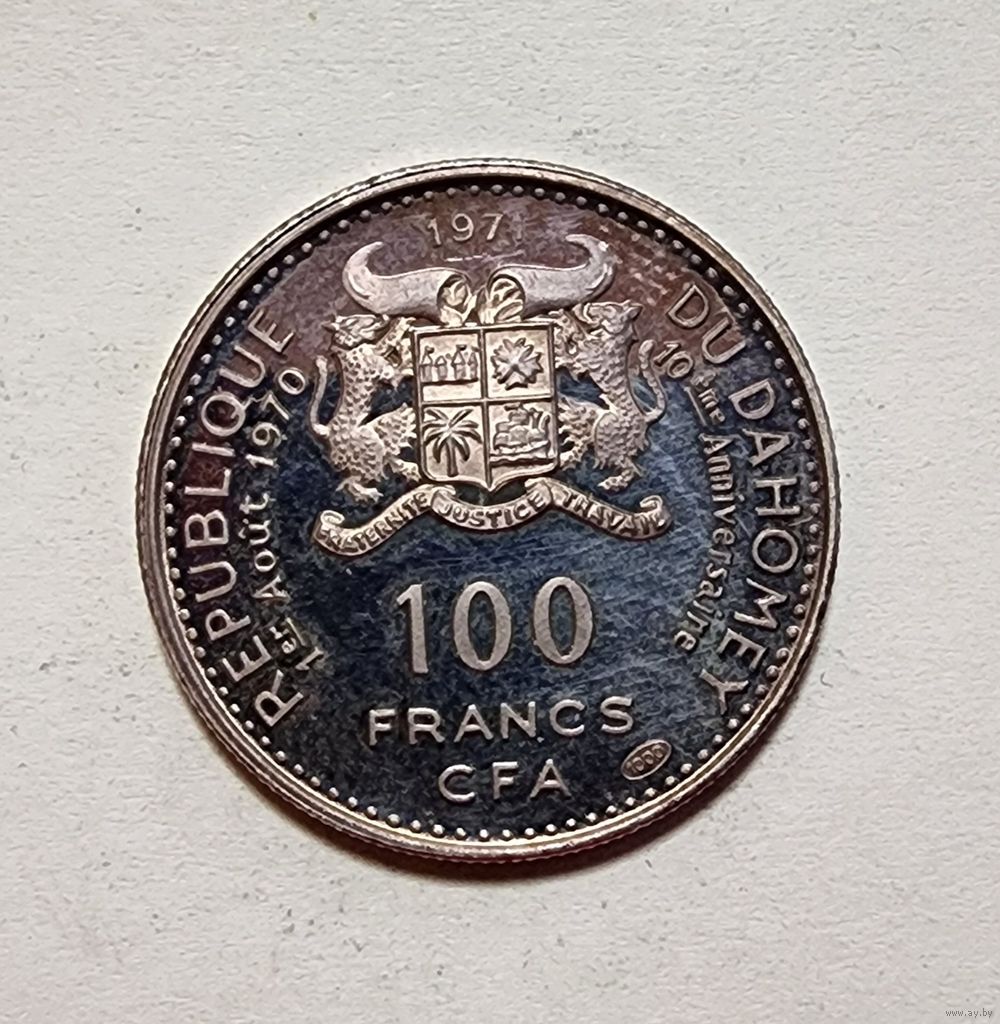 1971
REPUBLIQUE DU DAHOMEY
1er Août 1970
10ème Anniversaire
FRATERNITE JUSTICE TRAVAIL
100
FRANCS
CFA
1000
www.ay.by